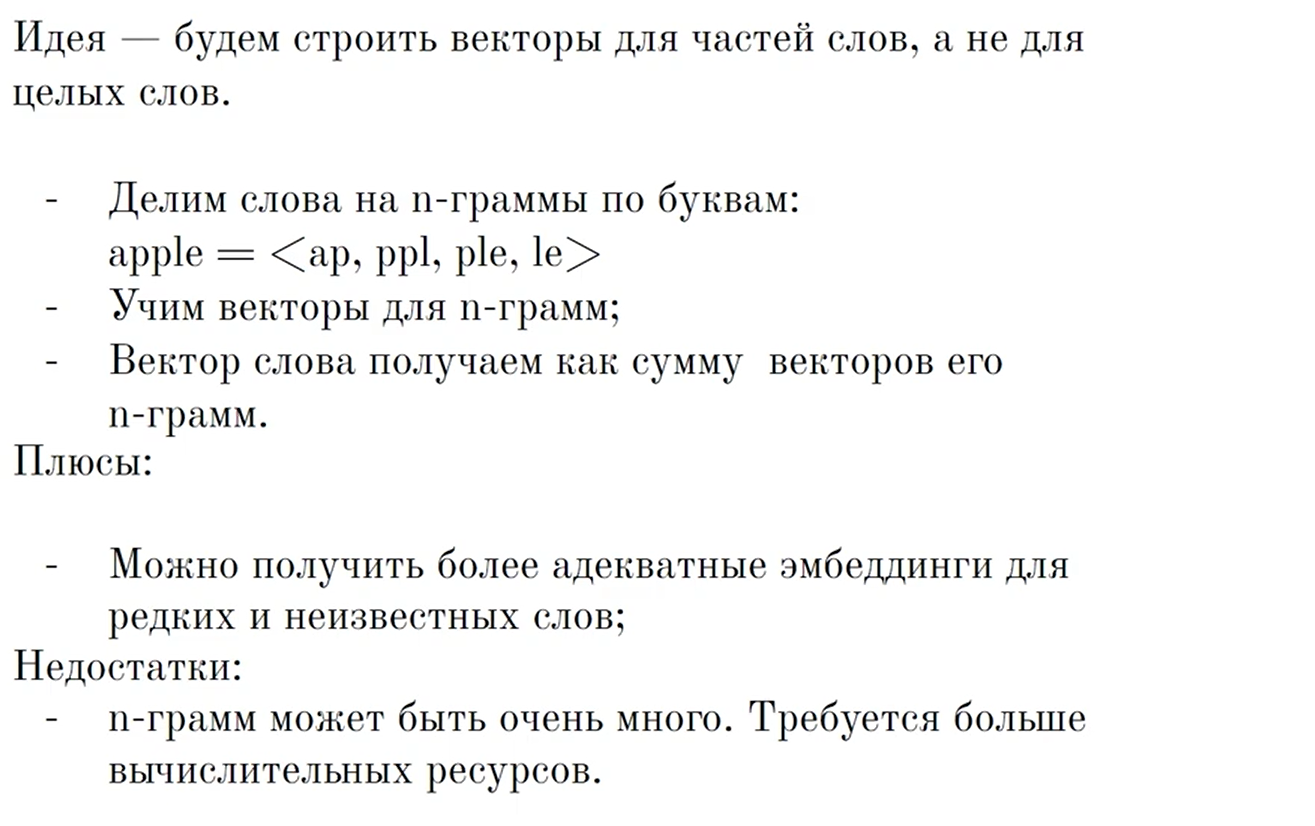 Идея — будем строить векторы для частей слов, а не для
целых слов.
- Делим слова на n-граммы по буквам:
apple = <ap, ppl, ple, le>
- Учим векторы для n-грамм;
- Вектор слова получаем как сумму векторов его
n-грамм.
Плюсы:
- Можно получить более адекватные эмбеддинги для
редких и неизвестных слов;
Недостатки:
- n-грамм может быть очень много. Требуется больше
вычислительных ресурсов.